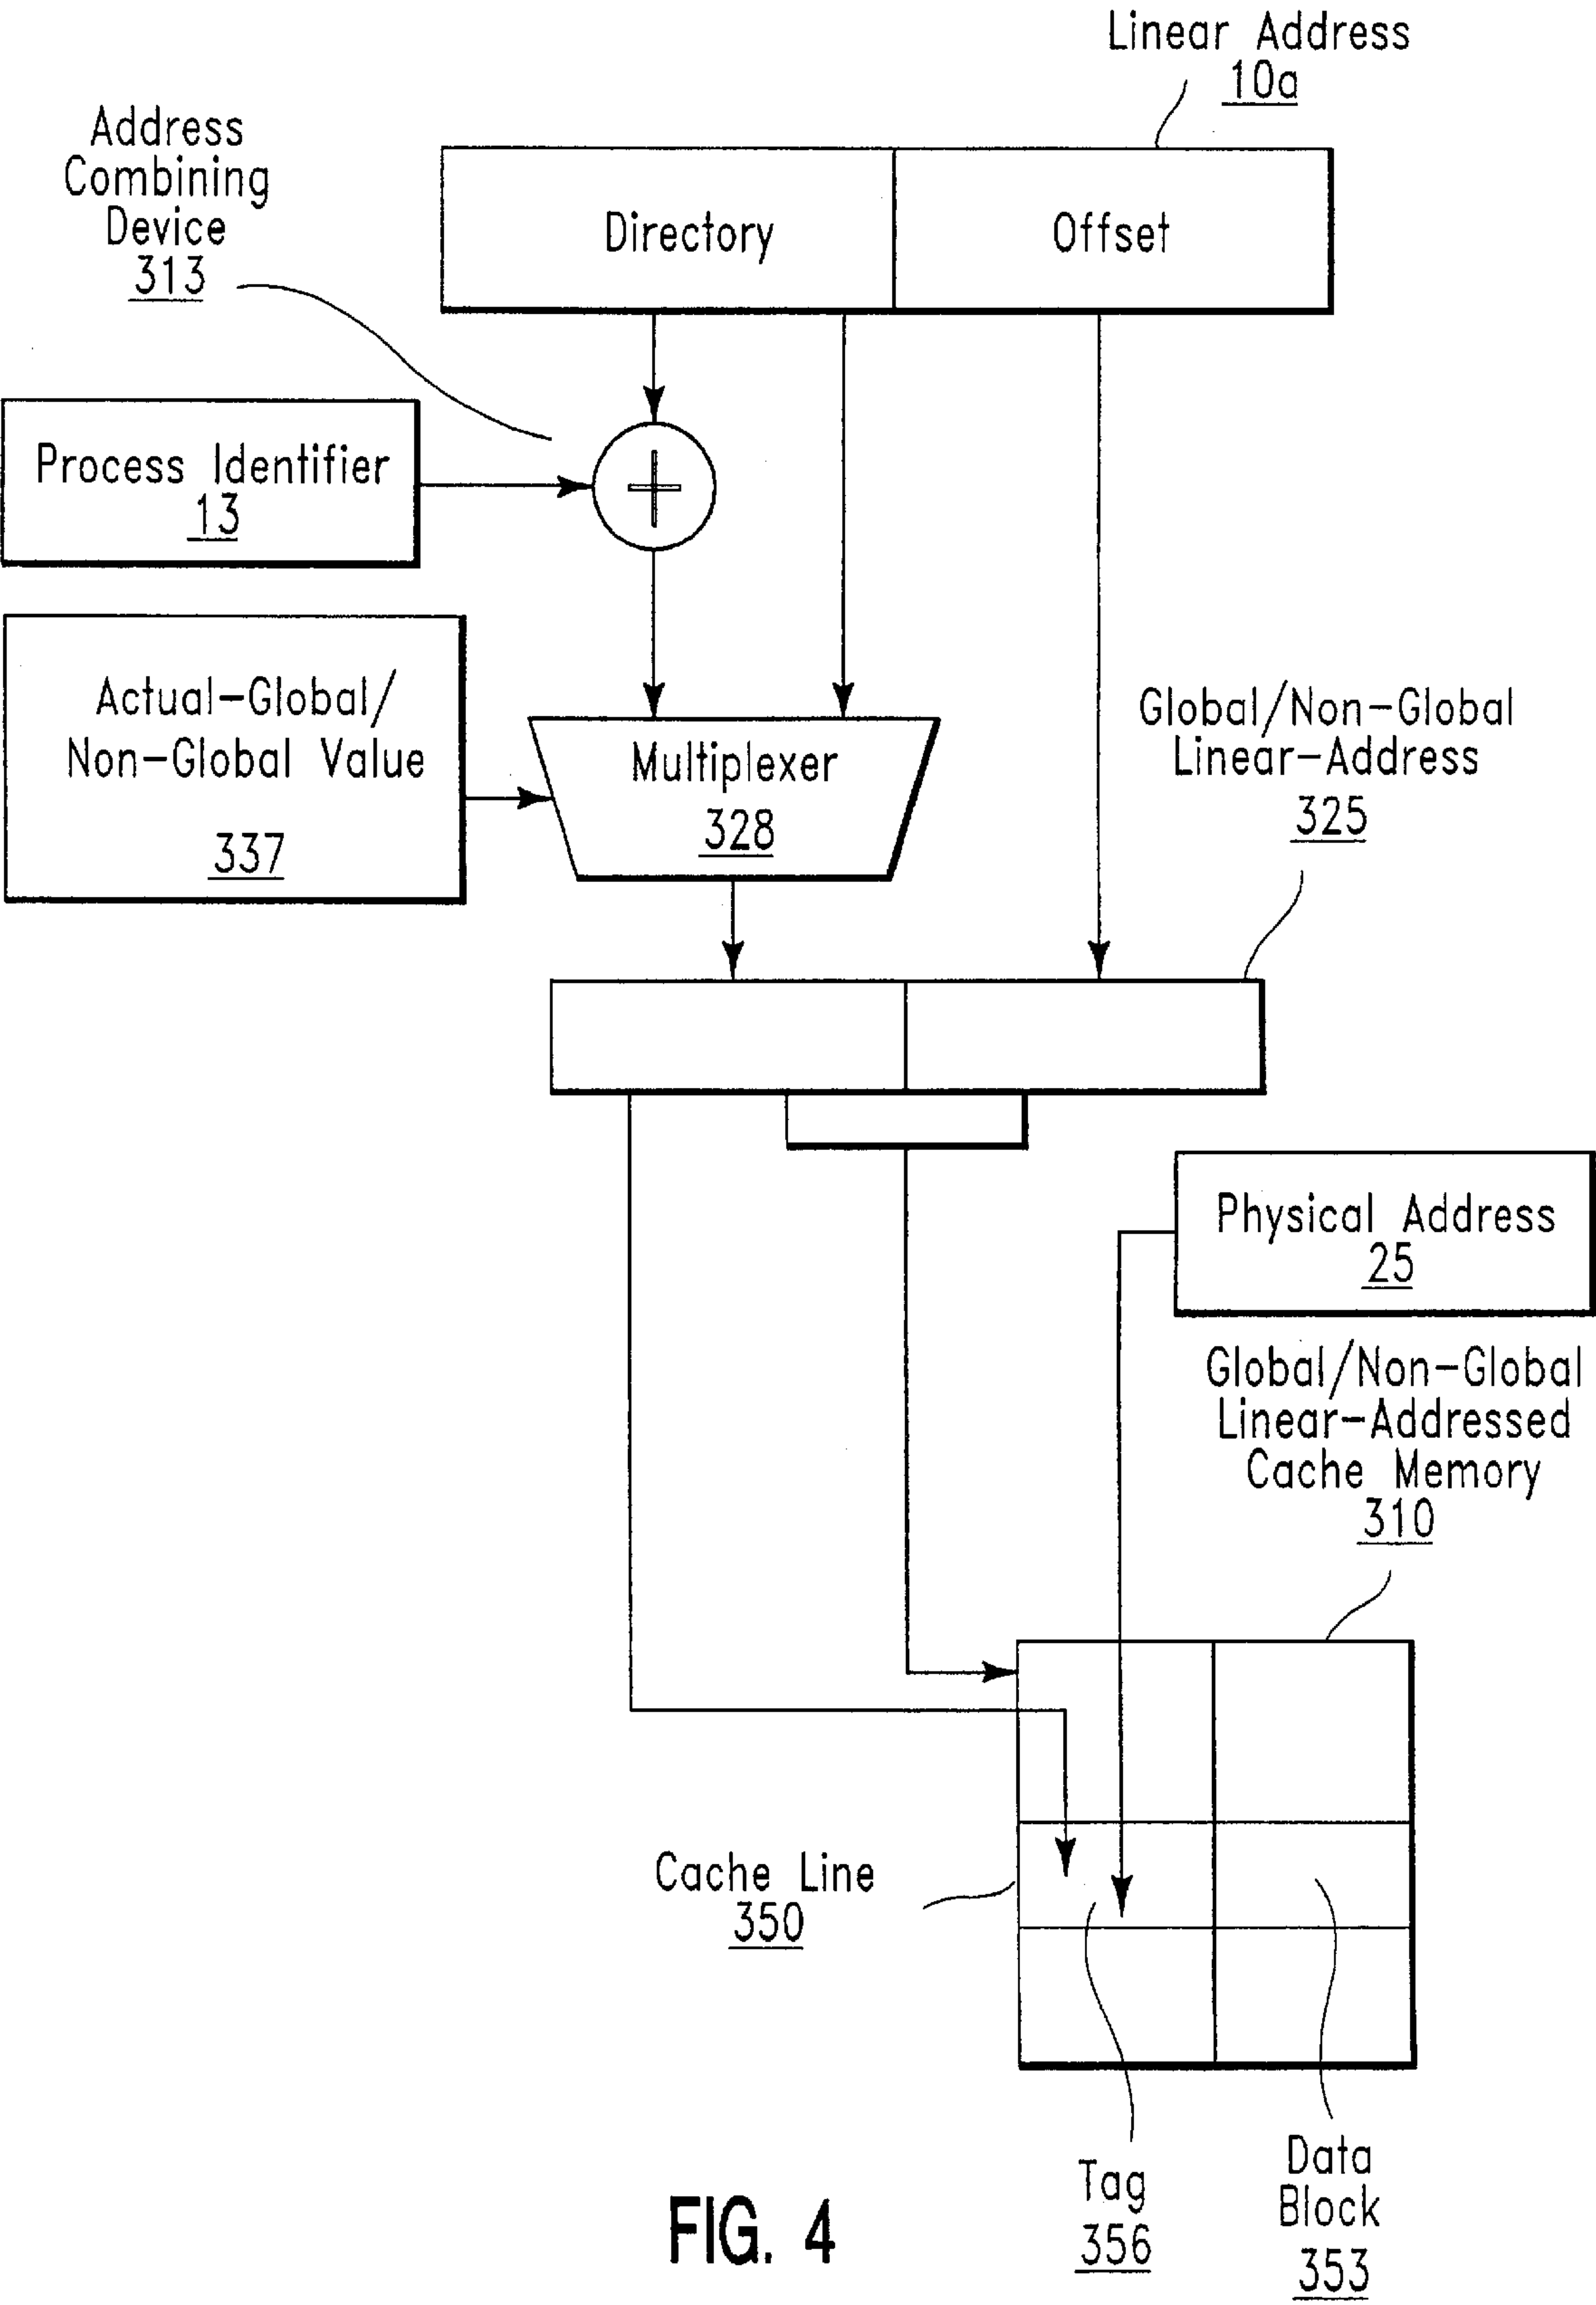 Linear Address
10a
Address
Combining
Device
313
Directory
Offset
Process Identifier
13
Actual-Global/
Non-Global Value
337
Multiplexer
328
Global/Non-Global
Linear-Address
325
Physical Address
25
Global/Non-Global
Linear-Addressed
Cache Memory
310
Cache Line
350
Tag
356
Data
Block
353
FIG. 4